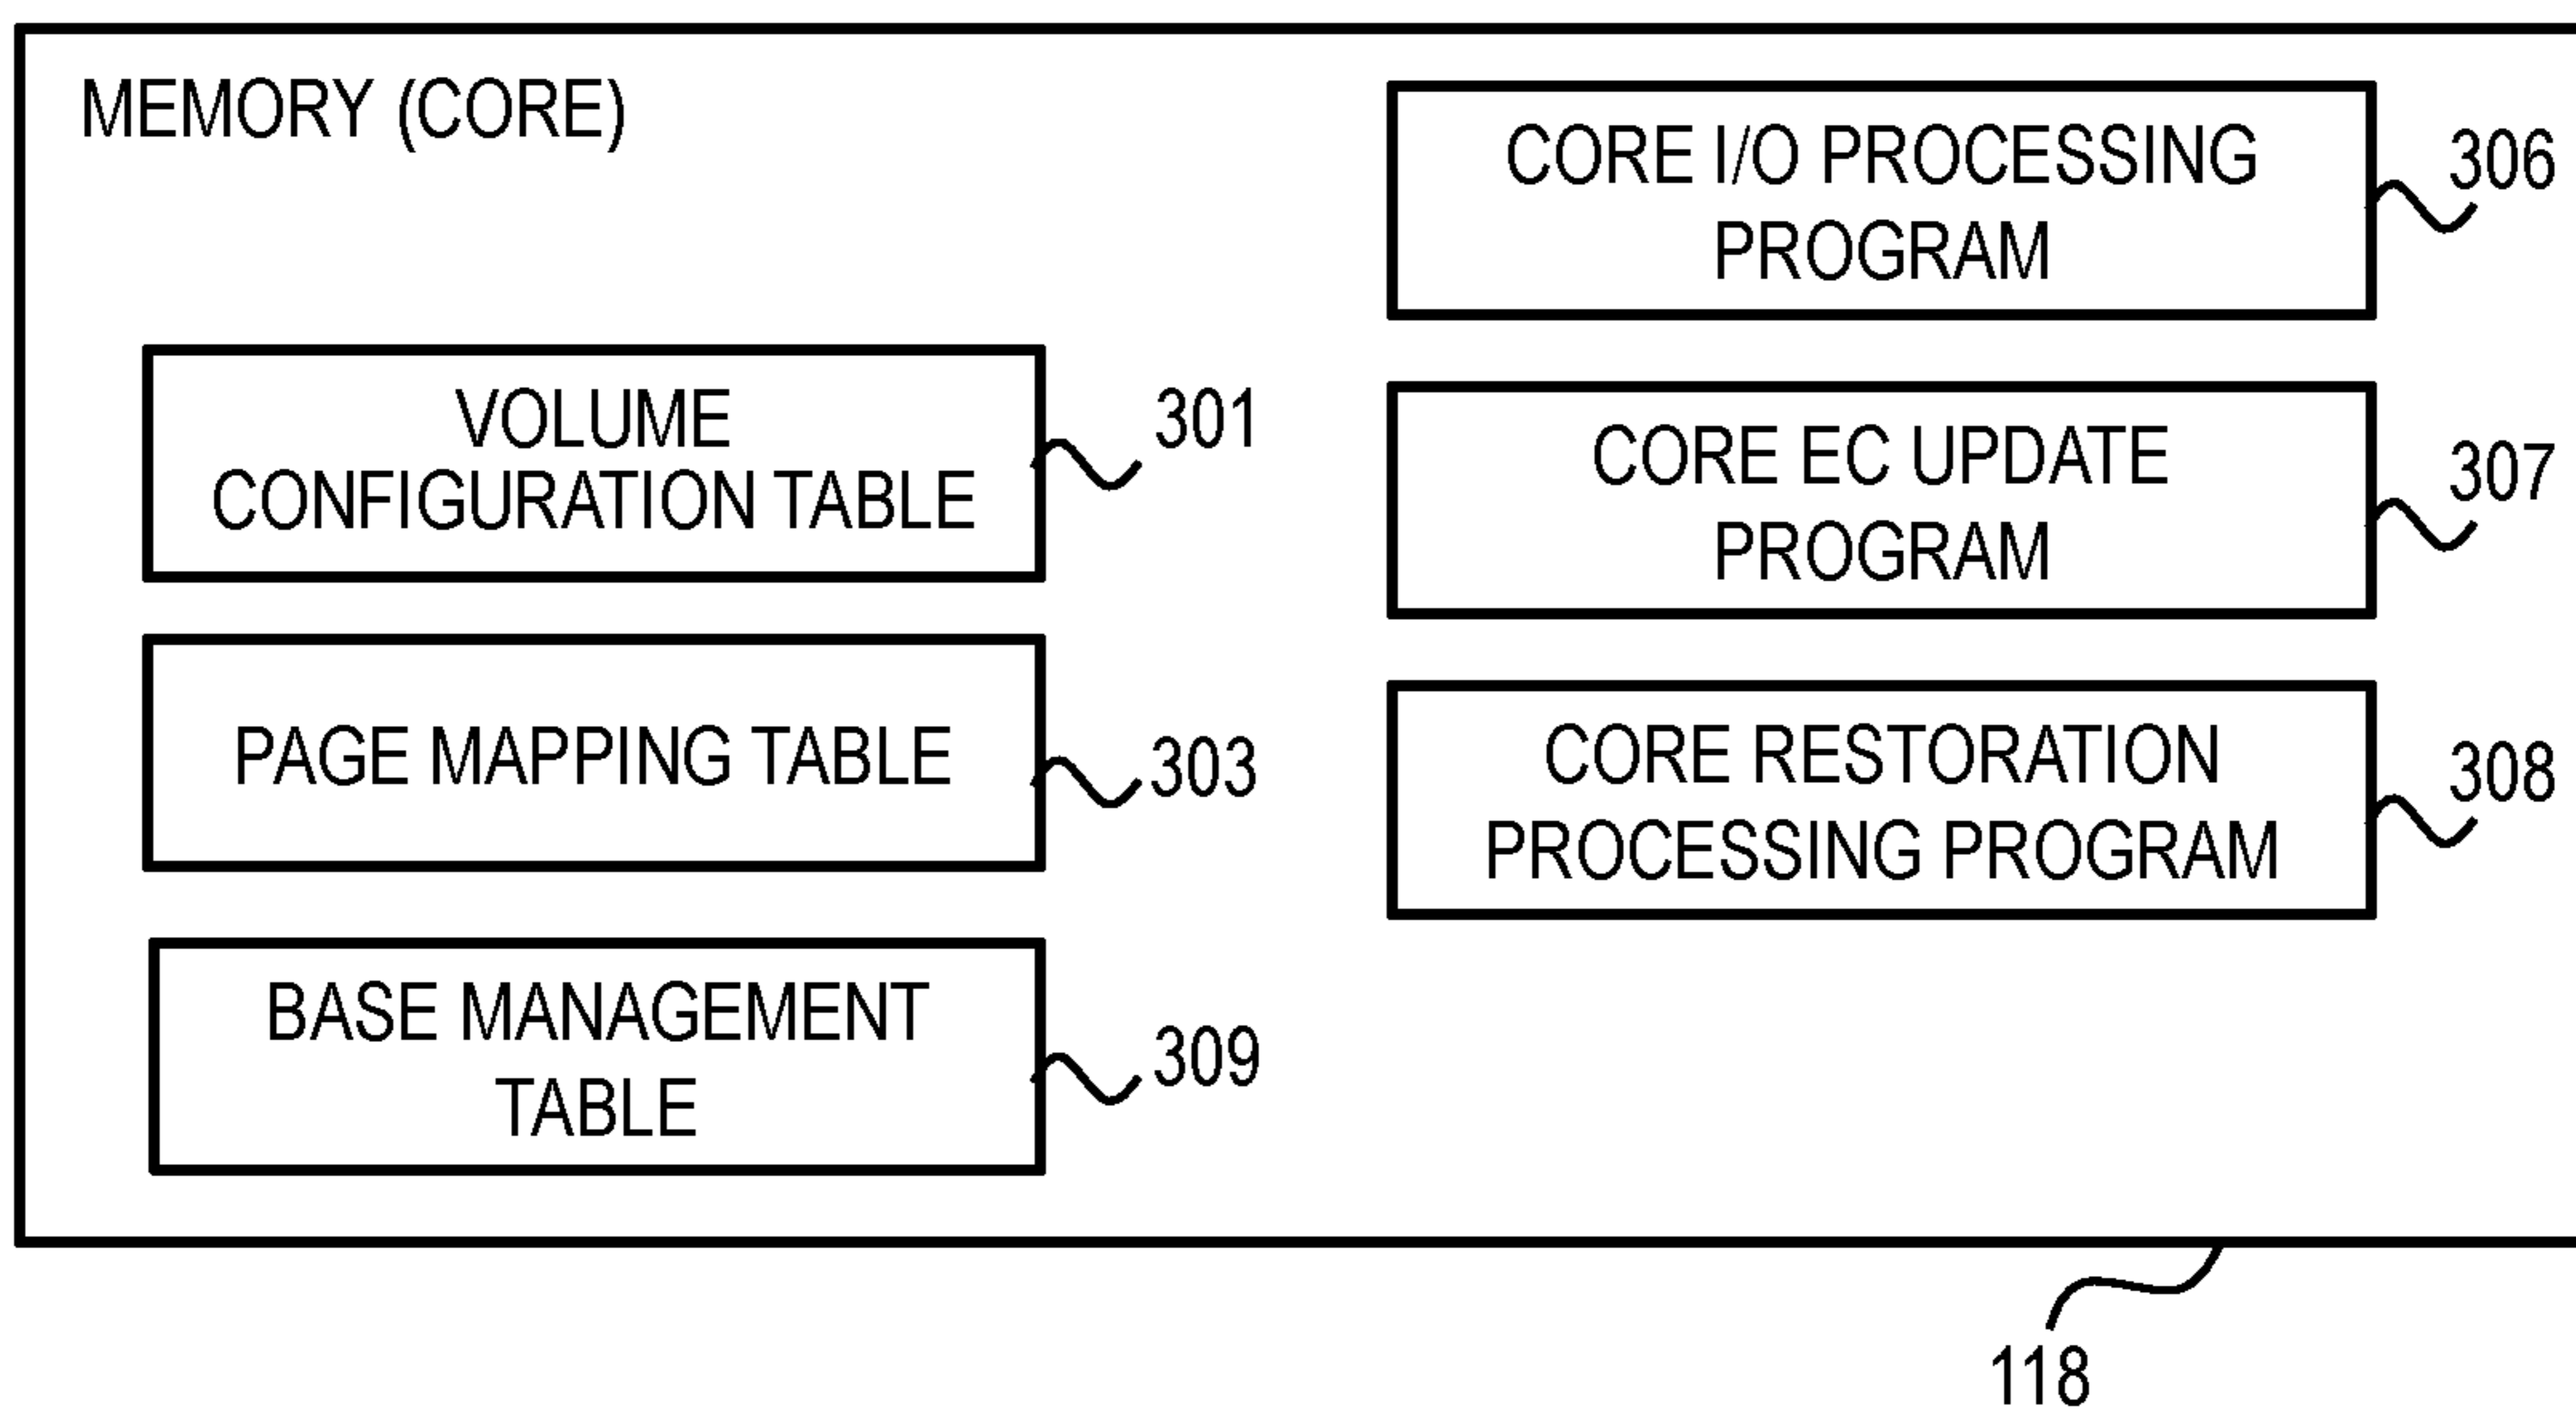 MEMORY (CORE)
VOLUME
CONFIGURATION TABLE
301
PAGE MAPPING TABLE
303
BASE MANAGEMENT
TABLE
309
CORE I/O PROCESSING
PROGRAM
306
CORE EC UPDATE
PROGRAM
307
CORE RESTORATION
PROCESSING PROGRAM
308
118